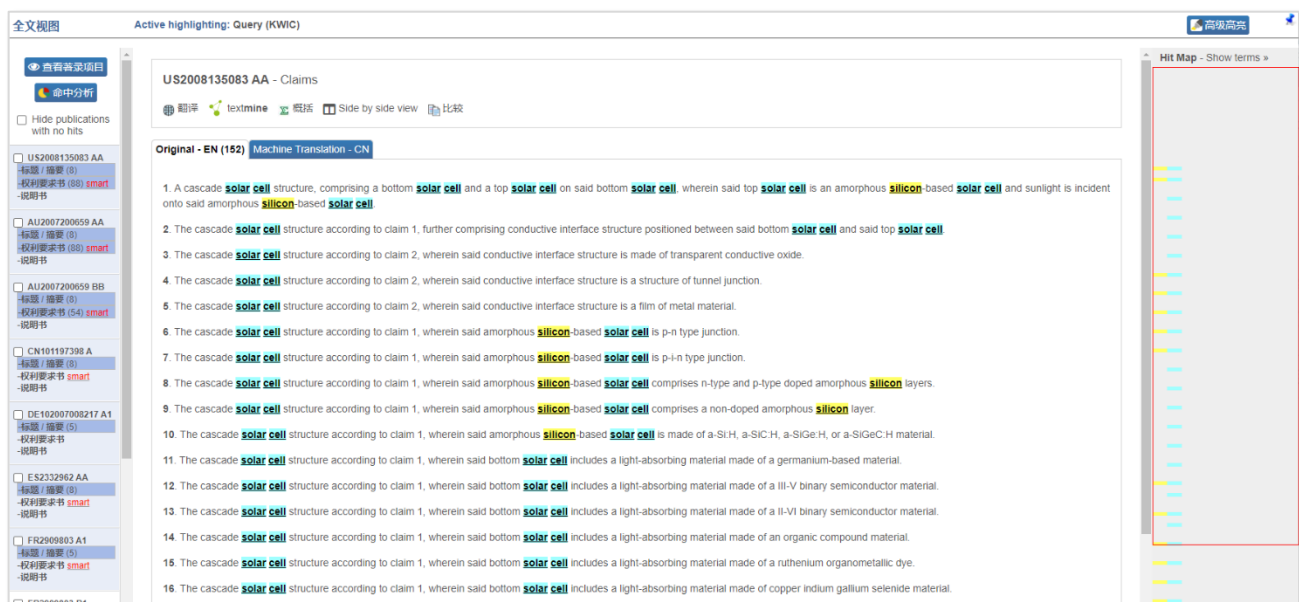 全文视图
Active highlighting: Query (KWIC)
高级高亮
查看著录项目
命中分析
Hide publications
with no hits
US2008135083 AA
-标题 / 摘要 (8)
-权利要求书 (88) smart
-说明书
AU2007200659 AA
-标题 / 摘要 (8)
-权利要求书 (88) smart
-说明书
AU2007200659 BB
-标题 / 摘要 (8)
-权利要求书 (54) smart
-说明书
CN101197398 A
-标题 / 摘要 (8)
-权利要求书 smart
-说明书
DE102007008217 A1
-标题 / 摘要 (5)
-权利要求书
-说明书
ES2332962 AA
-标题 / 摘要 (8)
-权利要求书 smart
-说明书
FR2909803 A1
-标题 / 摘要 (5)
-权利要求书 smart
-说明书
US2008135083 AA - Claims
翻译 textmine 概括 Side by side view 比较
Original - EN (152) Machine Translation - CN
1. A cascade solar cell structure, comprising a bottom solar cell and a top solar cell on said bottom solar cell, wherein said top solar cell is an amorphous silicon-based solar cell and sunlight is incident
onto said amorphous silicon-based solar cell.
2. The cascade solar cell structure according to claim 1, further comprising conductive interface structure positioned between said bottom solar cell and said top solar cell.
3. The cascade solar cell structure according to claim 2, wherein said conductive interface structure is made of transparent conductive oxide.
4. The cascade solar cell structure according to claim 2, wherein said conductive interface structure is a structure of tunnel junction.
5. The cascade solar cell structure according to claim 2, wherein said conductive interface structure is a film of metal material.
6. The cascade solar cell structure according to claim 1, wherein said amorphous silicon-based solar cell is p-n type junction.
7. The cascade solar cell structure according to claim 1, wherein said amorphous silicon-based solar cell is p-i-n type junction.
8. The cascade solar cell structure according to claim 1, wherein said amorphous silicon-based solar cell comprises n-type and p-type doped amorphous silicon layers.
9. The cascade solar cell structure according to claim 1, wherein said amorphous silicon-based solar cell comprises a non-doped amorphous silicon layer.
10. The cascade solar cell structure according to claim 1, wherein said amorphous silicon-based solar cell is made of a-Si:H, a-SiC:H, a-SiGe:H, or a-SiGeC:H material.
11. The cascade solar cell structure according to claim 1, wherein said bottom solar cell includes a light-absorbing material made of a germanium-based material.
12. The cascade solar cell structure according to claim 1, wherein said bottom solar cell includes a light-absorbing material made of a III-V binary semiconductor material.
13. The cascade solar cell structure according to claim 1, wherein said bottom solar cell includes a light-absorbing material made of a II-VI binary semiconductor material.
14. The cascade solar cell structure according to claim 1, wherein said bottom solar cell includes a light-absorbing material made of an organic compound material.
15. The cascade solar cell structure according to claim 1, wherein said bottom solar cell includes a light-absorbing material made of a ruthenium organometallic dye.
16. The cascade solar cell structure according to claim 1, wherein said bottom solar cell includes a light-absorbing material made of copper indium gallium selenide material.
Hit Map - Show terms »